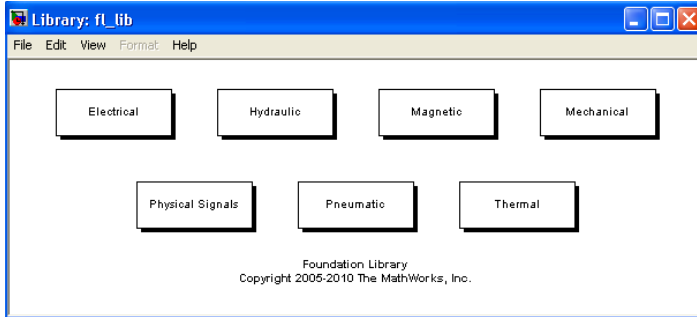 Library: fl_lib
File Edit View Format Help
Electrical Hydraulic Magnetic Mechanical
Physical Signals Pneumatic Thermal
Foundation Library
Copyright 2005-2010 The MathWorks, Inc.